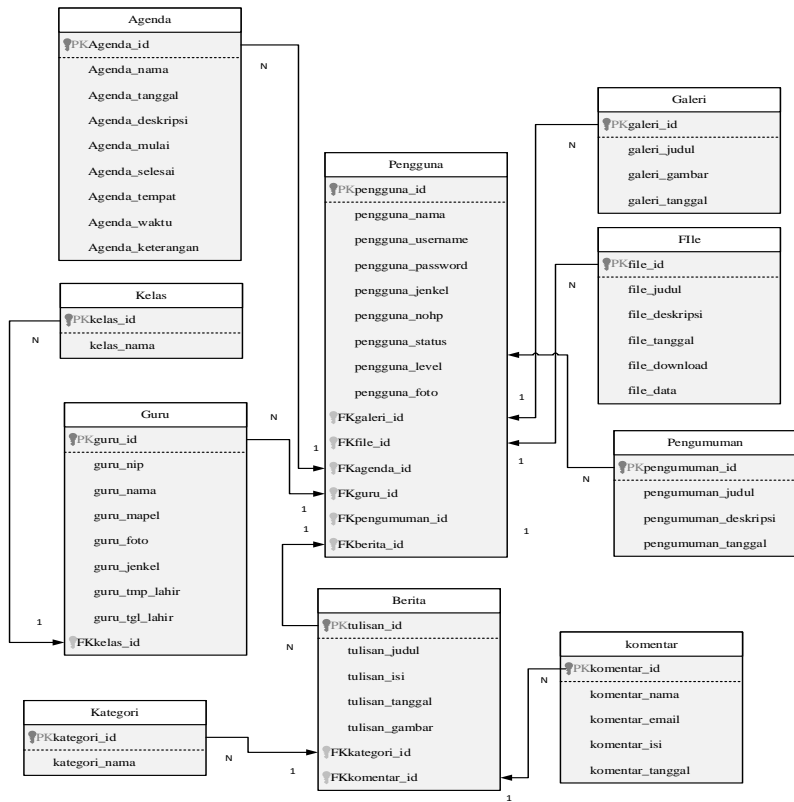 Agenda
PKAgenda_id
Agenda_nama
Agenda_tanggal
Agenda_deskripsi
Agenda_mulai
Agenda_selesai
Agenda_tempat
Agenda_waktu
Agenda_keterangan
N
Kelas
PKkelas_id
kelas_nama
N
Guru
PKguru_id
guru_nip
guru_nama
guru_mapel
guru_foto
guru_jenkel
guru_tmp_lahir
guru_tgl_lahir
FKkelas_id
N
1
Kategori
PKkategori_id
kategori_nama
N
1
Pengguna
PKpengguna_id
pengguna_nama
pengguna_username
pengguna_password
pengguna_jenkel
pengguna_nohp
pengguna_status
pengguna_level
pengguna_foto
FKgaleri_id
FKfile_id
FKagenda_id
FKguru_id
FKpengumuman_id
FKberita_id
1
1
1
1
1
1
Berita
PKtulisan_id
tulisan_judul
tulisan_isi
tulisan_tanggal
tulisan_gambar
FKkategori_id
FKkomentar_id
N
1
Galeri
PKgaleri_id
galeri_judul
galeri_gambar
galeri_tanggal
N
FIle
PKfile_id
file_judul
file_deskripsi
file_tanggal
file_download
file_data
N
Pengumuman
PKpengumuman_id
pengumuman_judul
pengumuman_deskripsi
pengumuman_tanggal
N
komentar
PKkomentar_id
komentar_nama
komentar_email
komentar_isi
komentar_tanggal
N